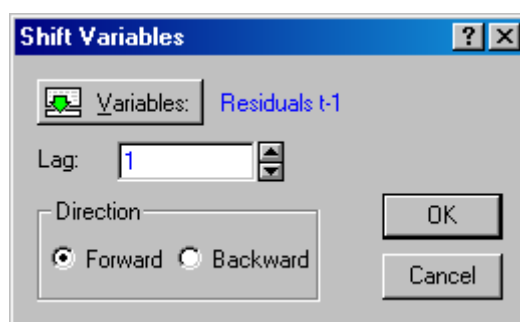 Shift Variables
Variables: Residuals t-1
Lag: 1
Direction
Forward Backward
OK
Cancel